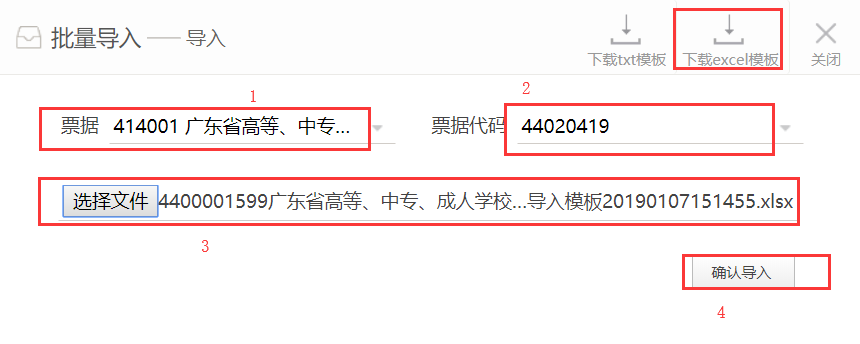 批量导入 —— 导入
下载txt模板
下载excel模板
关闭
1
2
票据 414001 广东省高等、中专...
票据代码 44020419
选择文件 4400001599广东省高等、中专、成人学校...导入模板20190107151455.xlsx
3
确认导入
4